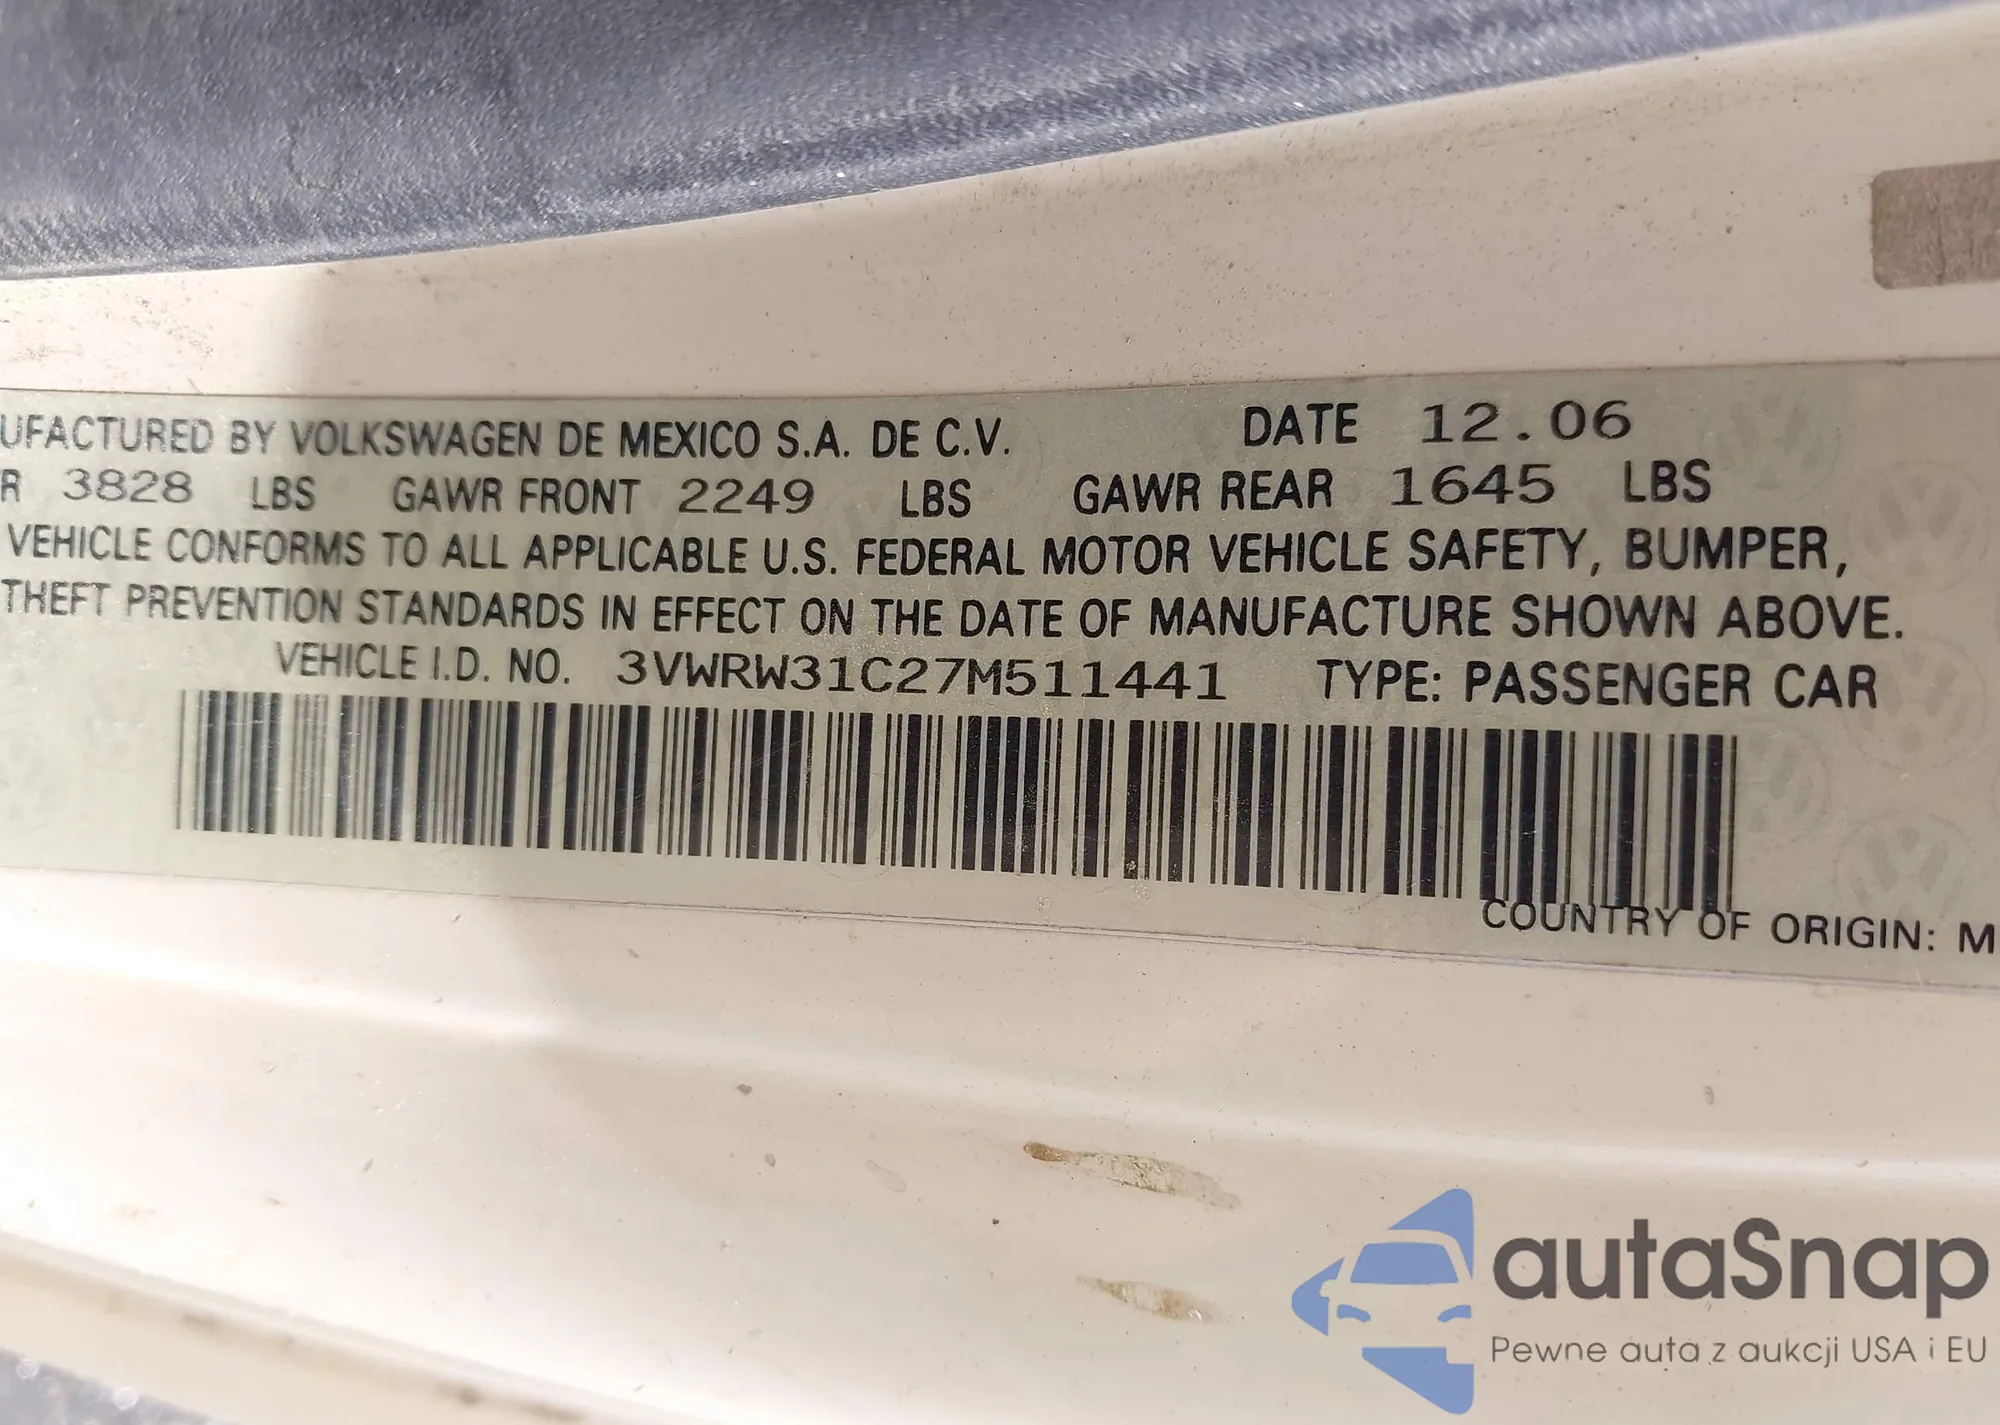 UFACTURED BY VOLKSWAGEN DE MEXICO S.A. DE C.V. DATE 12.06
R 3828 LBS GAWR FRONT 2249 LBS GAWR REAR 1645 LBS
VEHICLE CONFORMS TO ALL APPLICABLE U.S. FEDERAL MOTOR VEHICLE SAFETY, BUMPER,
THEFT PREVENTION STANDARDS IN EFFECT ON THE DATE OF MANUFACTURE SHOWN ABOVE.
VEHICLE I.D. NO. 3VWRW31C27M511441 TYPE: PASSENGER CAR
COUNTRY OF ORIGIN: M
autaSnap
Pewne auta z aukcji USA i EU